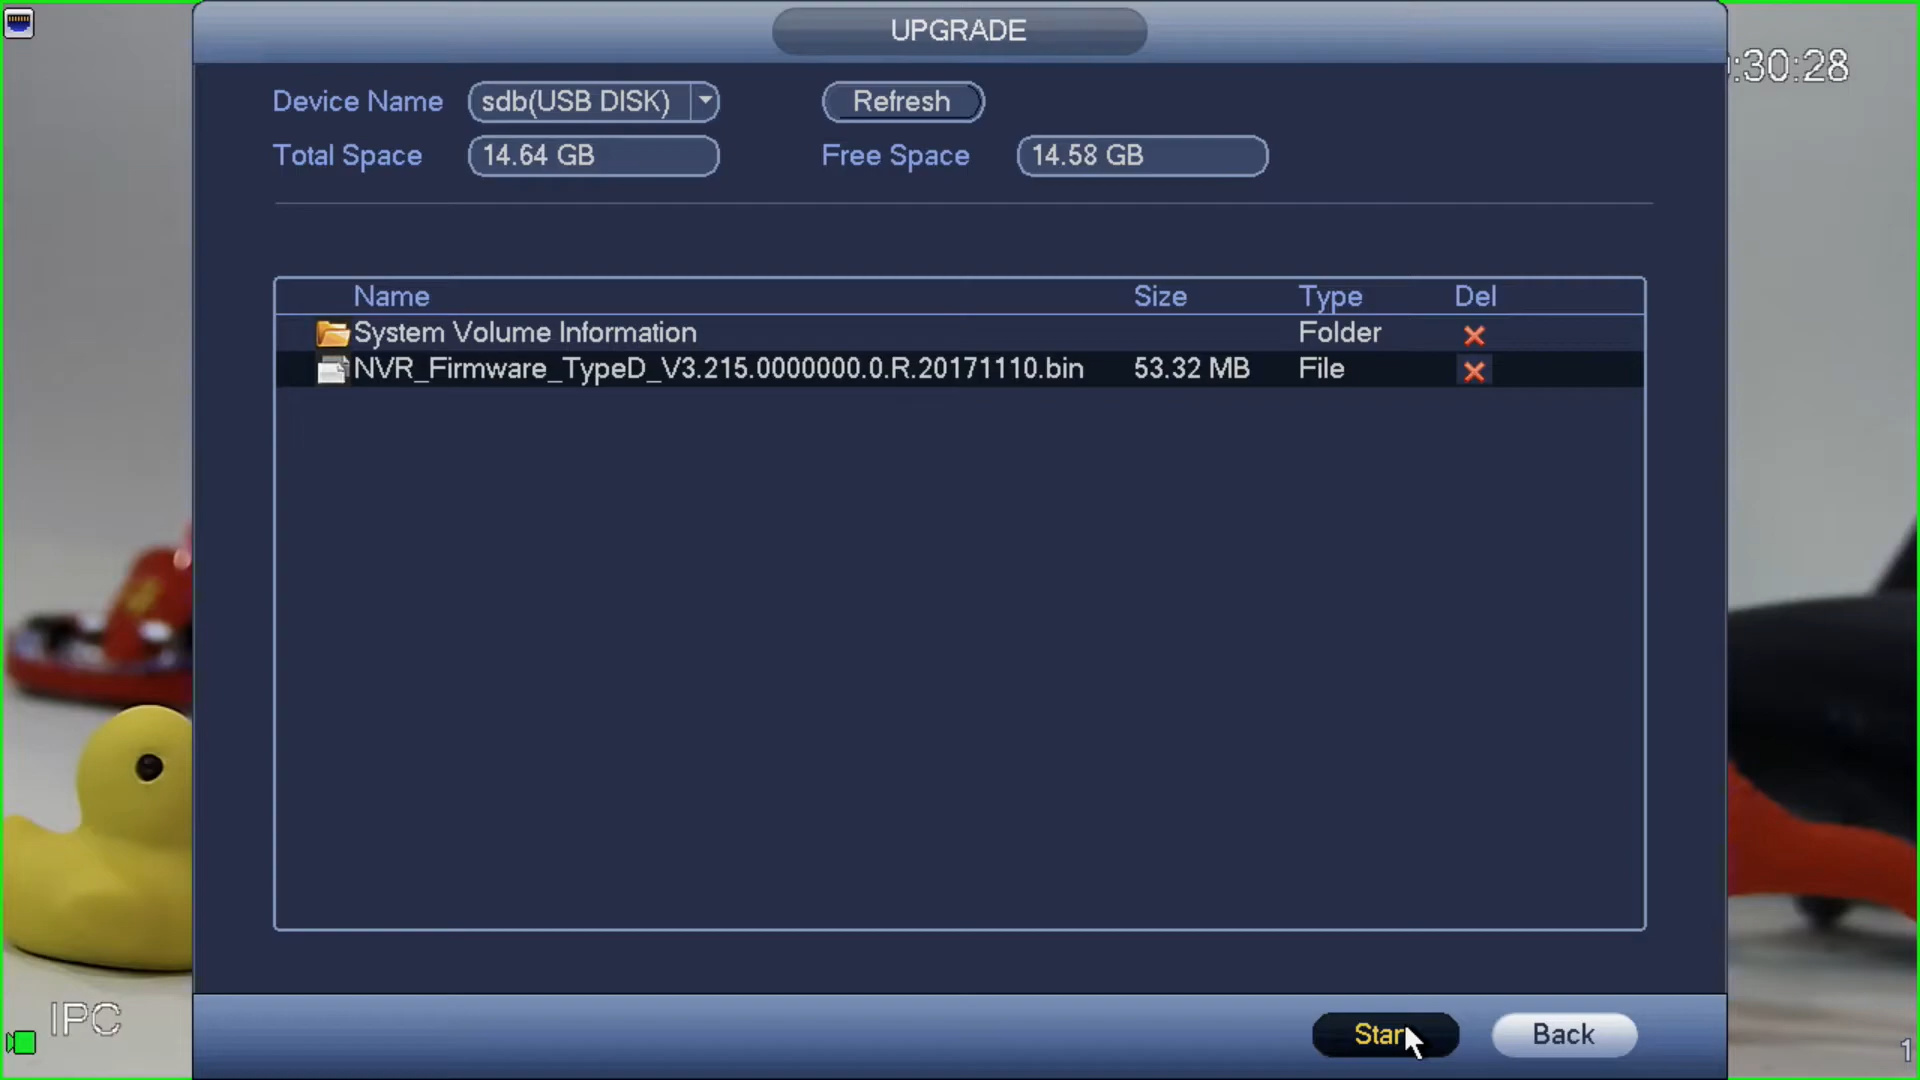 UPGRADE
:30:28
Device Name sdb(USB DISK) Refresh
Total Space 14.64 GB Free Space 14.58 GB
Name Size Type Del
System Volume Information Folder
NVR_Firmware_TypeD_V3.215.0000000.0.R.20171110.bin 53.32 MB File
IPC
Start Back
1